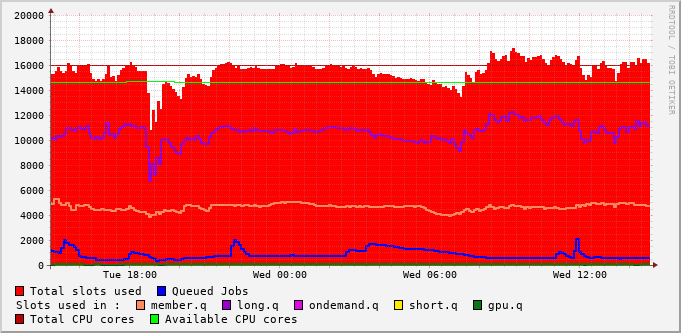 20000
18000
16000
14000
12000
10000
8000
6000
4000
2000
0
Tue 18:00 Wed 00:00 Wed 06:00 Wed 12:00
RRDTOOL / TOBI OETIKER
Total slots used Queued Jobs
Slots used in : member.q long.q ondemand.q short.q gpu.q
Total CPU cores Available CPU cores